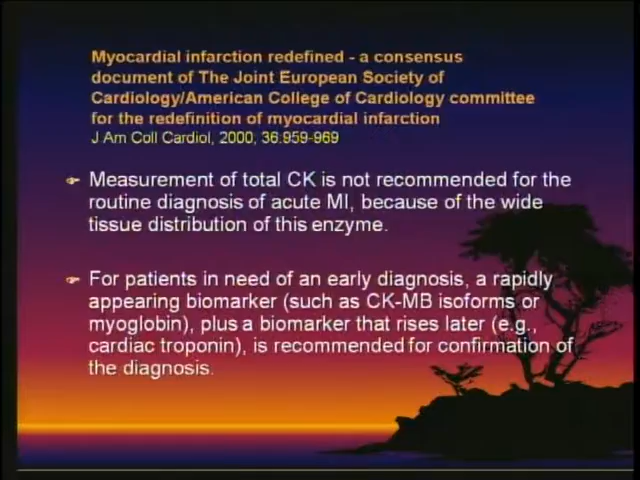 Myocardial infarction redefined - a consensus
document of The Joint European Society of
Cardiology/American College of Cardiology committee
for the redefinition of myocardial infarction
J Am Coll Cardiol, 2000; 36:959-969
Measurement of total CK is not recommended for the
routine diagnosis of acute MI, because of the wide
tissue distribution of this enzyme.
For patients in need of an early diagnosis, a rapidly
appearing biomarker (such as CK-MB isoforms or
myoglobin), plus a biomarker that rises later (e.g.,
cardiac troponin), is recommended for confirmation of
the diagnosis.